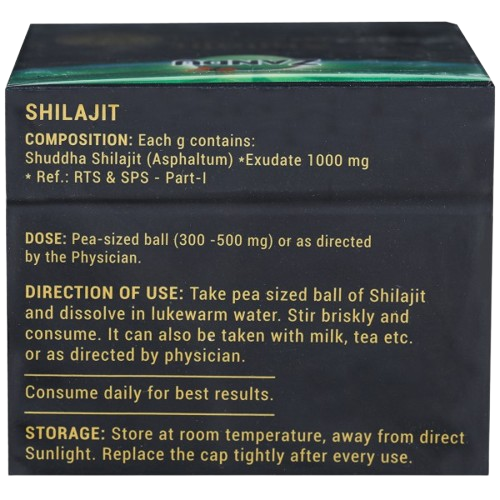 ZANDU
SHILAJIT
COMPOSITION: Each g contains:
Shuddha Shilajit (Asphaltum) *Exudate 1000 mg
* Ref.: RTS & SPS - Part-I
DOSE: Pea-sized ball (300 -500 mg) or as directed
by the Physician.
DIRECTION OF USE: Take pea sized ball of Shilajit
and dissolve in lukewarm water. Stir briskly and
consume. It can also be taken with milk, tea etc.
or as directed by physician.
Consume daily for best results.
STORAGE: Store at room temperature, away from direct
Sunlight. Replace the cap tightly after every use.